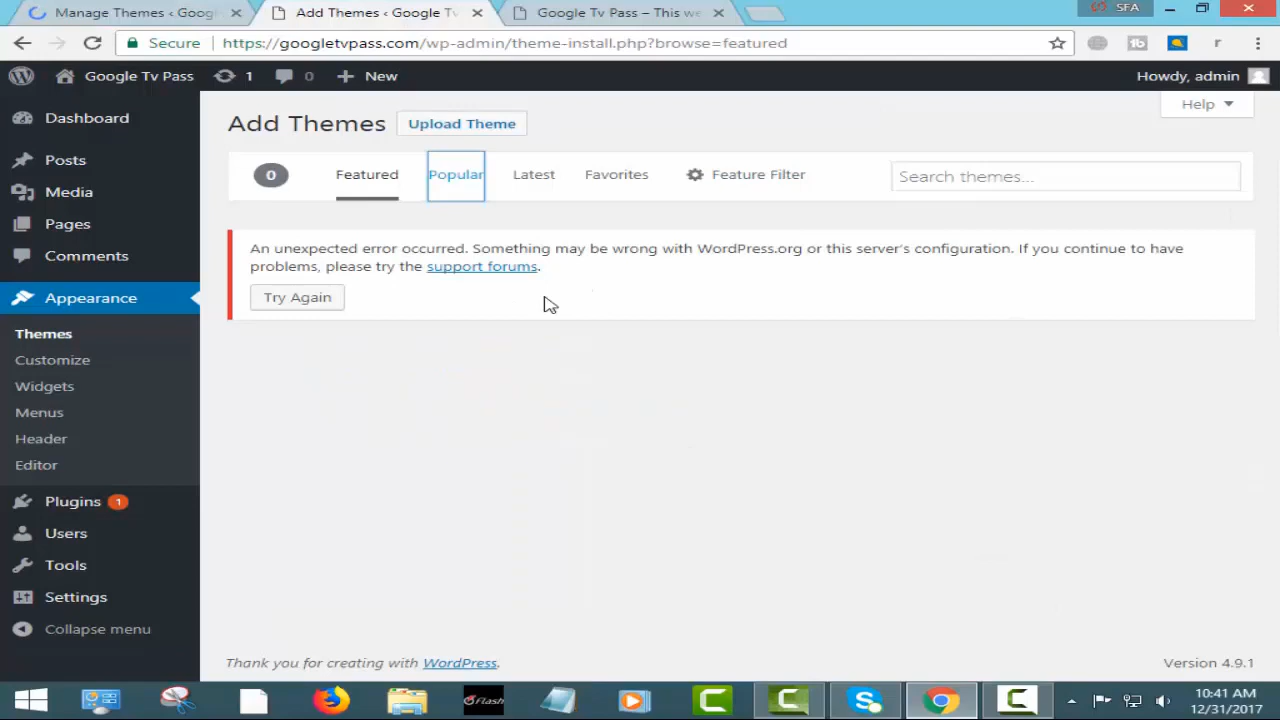 Manage Themes ‹ Goog
Add Themes ‹ Google Tv
Google Tv Pass – This we
SFA
Secure
https://googletvpass.com/wp-admin/theme-install.php?browse=featured
Google Tv Pass
1
0
New
Howdy, admin
Dashboard
Posts
Media
Pages
Comments
Appearance
Themes
Customize
Widgets
Menus
Header
Editor
Plugins 1
Users
Tools
Settings
Collapse menu
Help
Add Themes
Upload Theme
0
Featured
Popular
Latest
Favorites
Feature Filter
Search themes...
An unexpected error occurred. Something may be wrong with WordPress.org or this server's configuration. If you continue to have
problems, please try the support forums.
Try Again
Thank you for creating with WordPress.
Version 4.9.1
Flash
10:41 AM
12/31/2017